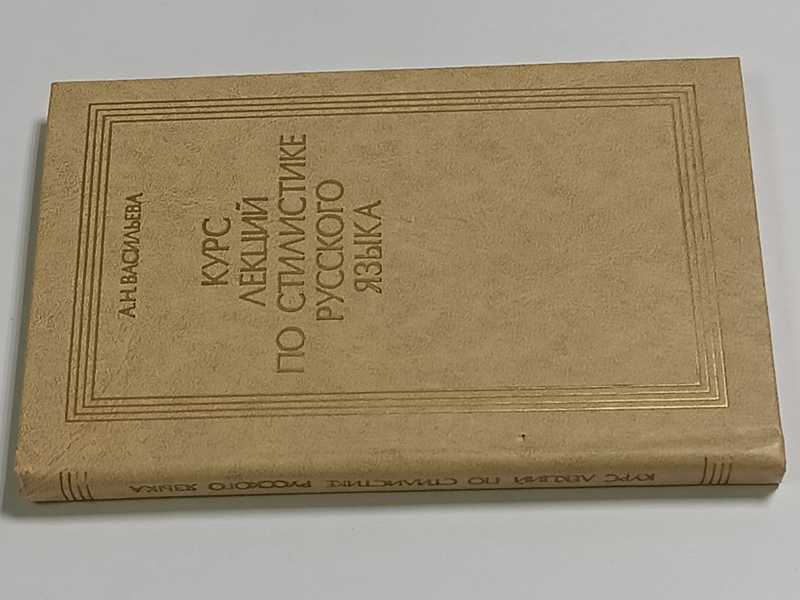 А.Н. ВАСИЛЬЕВА
КУРС
ЛЕКЦИЙ
ПО СТИЛИСТИКЕ
РУССКОГО
ЯЗЫКА
КУРС ЛЕКЦИЙ ПО СТИЛИСТИКЕ РУССКОГО ЯЗЫКА